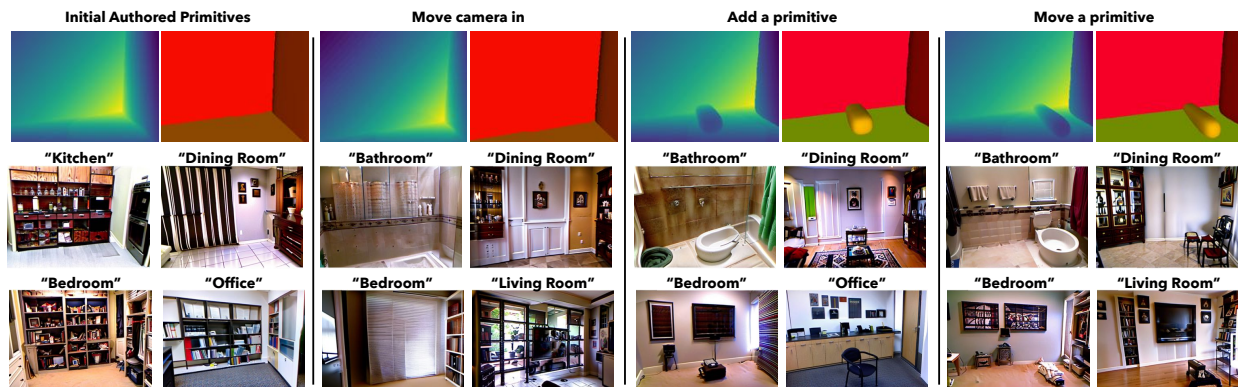 Initial Authored Primitives
Move camera in
Add a primitive
Move a primitive
“Kitchen”
“Dining Room”
“Bathroom”
“Dining Room”
“Bathroom”
“Dining Room”
“Bathroom”
“Dining Room”
“Bedroom”
“Office”
“Bedroom”
“Living Room”
“Bedroom”
“Office”
“Bedroom”
“Living Room”